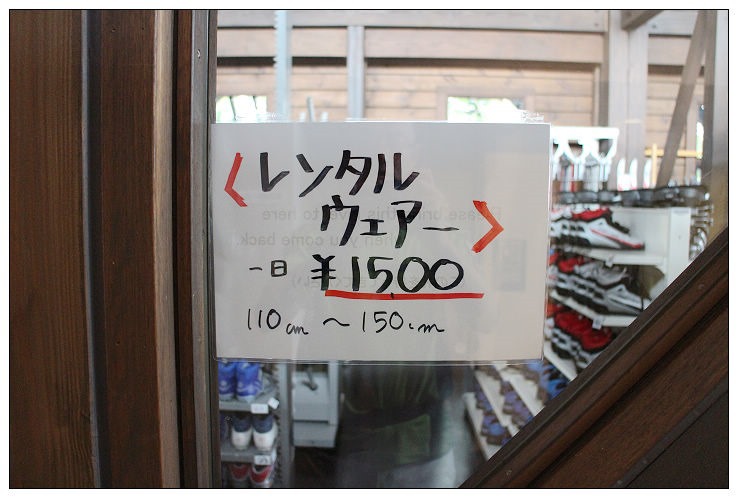 〈レンタル
ウェアー〉
一日 ¥1500
110cm 〜 150cm